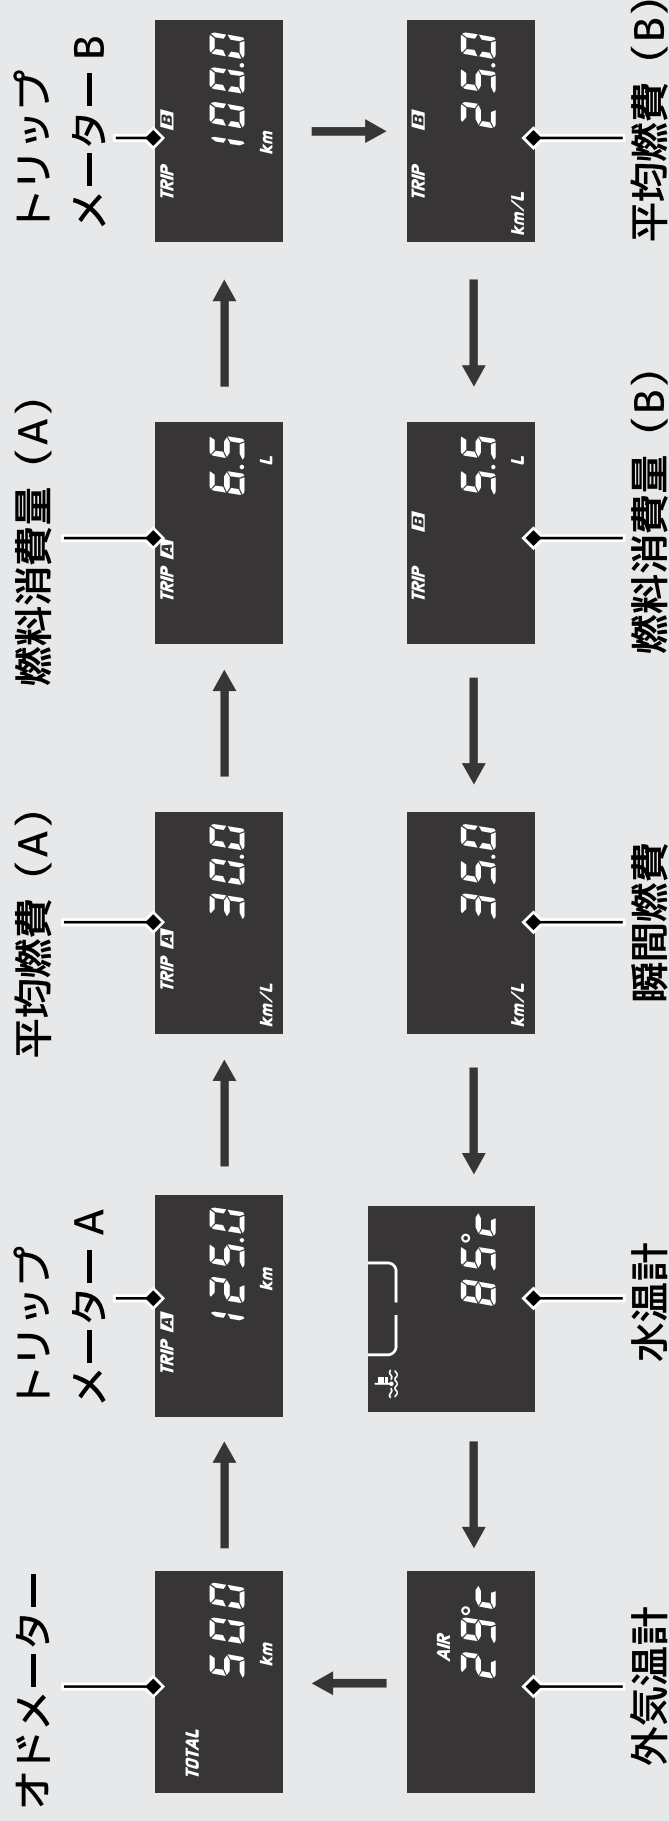 オドメーター
トリップ
メーター A
平均燃費（A）
燃料消費量（A）
トリップ
メーター B
TOTAL
500
km
TRIP A
125.0
km
TRIP A
30.0
km/L
TRIP A
6.5
L
TRIP B
100.0
km
AIR
29°c
85°c
35.0
km/L
TRIP B
5.5
L
TRIP B
25.0
km/L
外気温計
水温計
瞬間燃費
燃料消費量（B）
平均燃費（B）